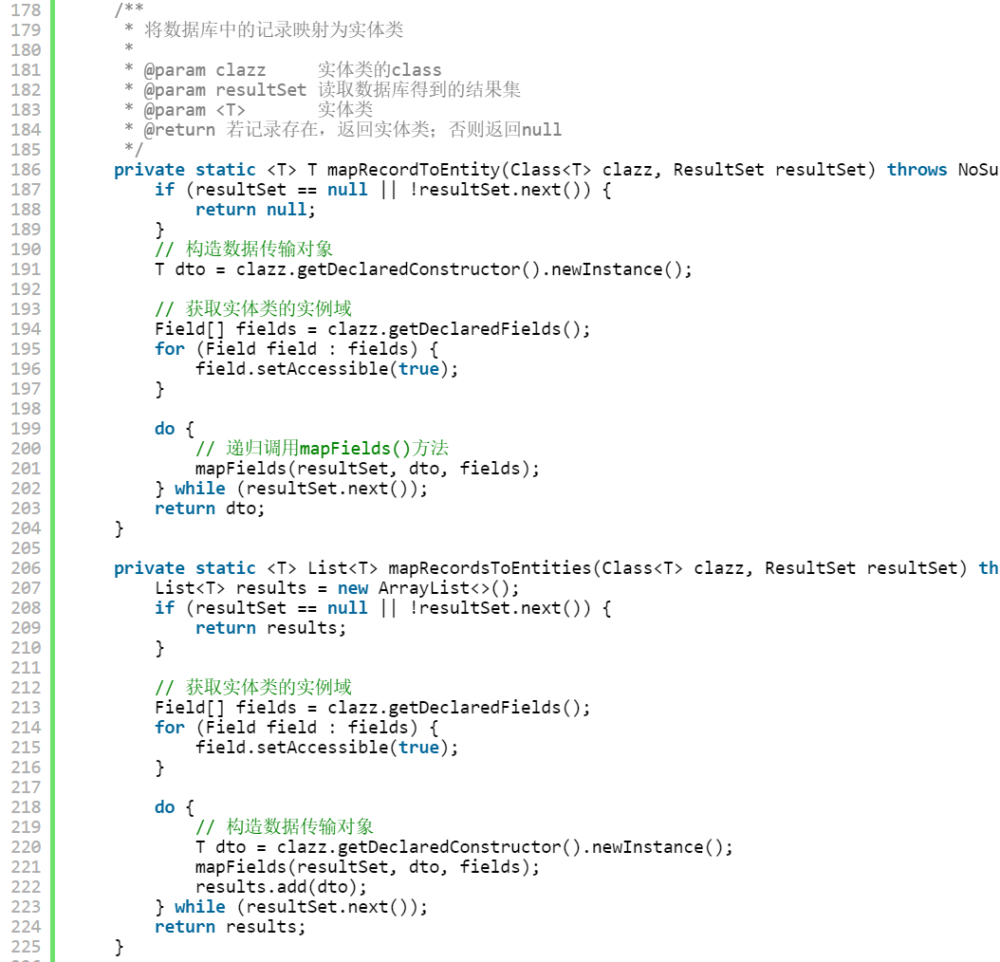 178 /**
179 * 将数据库中的记录映射为实体类
180 *
181 * @param clazz 实体类的class
182 * @param resultSet 读取数据库得到的结果集
183 * @param <T> 实体类
184 * @return 若记录存在，返回实体类；否则返回null
185 */
186 private static <T> T mapRecordToEntity(Class<T> clazz, ResultSet resultSet) throws NoSu
187 if (resultSet == null || !resultSet.next()) {
188 return null;
189 }
190 // 构造数据传输对象
191 T dto = clazz.getDeclaredConstructor().newInstance();
192
193 // 获取实体类的实例域
194 Field[] fields = clazz.getDeclaredFields();
195 for (Field field : fields) {
196 field.setAccessible(true);
197 }
198
199 do {
200 // 递归调用mapFields()方法
201 mapFields(resultSet, dto, fields);
202 } while (resultSet.next());
203 return dto;
204 }
205
206 private static <T> List<T> mapRecordsToEntities(Class<T> clazz, ResultSet resultSet) th
207 List<T> results = new ArrayList<>();
208 if (resultSet == null || !resultSet.next()) {
209 return results;
210 }
211
212 // 获取实体类的实例域
213 Field[] fields = clazz.getDeclaredFields();
214 for (Field field : fields) {
215 field.setAccessible(true);
216 }
217
218 do {
219 // 构造数据传输对象
220 T dto = clazz.getDeclaredConstructor().newInstance();
221 mapFields(resultSet, dto, fields);
222 results.add(dto);
223 } while (resultSet.next());
224 return results;
225 }